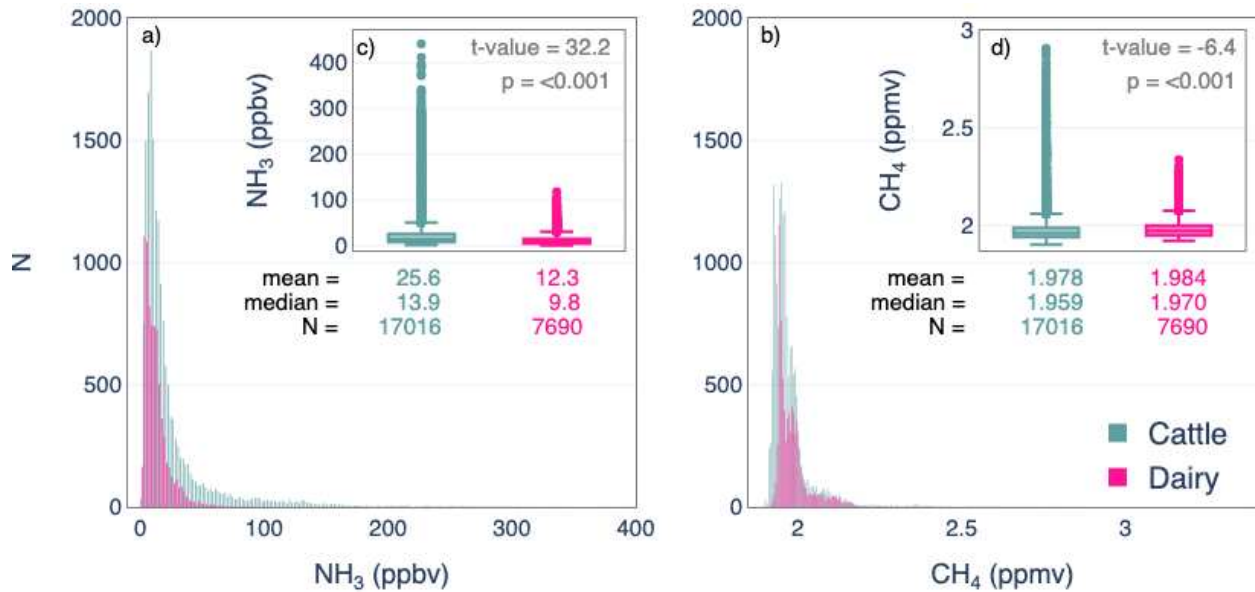 2000
1500
1000
500
0
N
a)
0
100
200
300
400
NH₃ (ppbv)
c)
t-value = 32.2
p = <0.001
NH₃ (ppbv)
400
300
200
100
0
mean = 25.6 12.3
median = 13.9 9.8
N = 17016 7690
2000
1500
1000
500
0
b)
2
2.5
3
CH₄ (ppmv)
d)
t-value = -6.4
p = <0.001
CH₄ (ppmv)
3
2.5
2
mean = 1.978 1.984
median = 1.959 1.970
N = 17016 7690
Cattle
Dairy